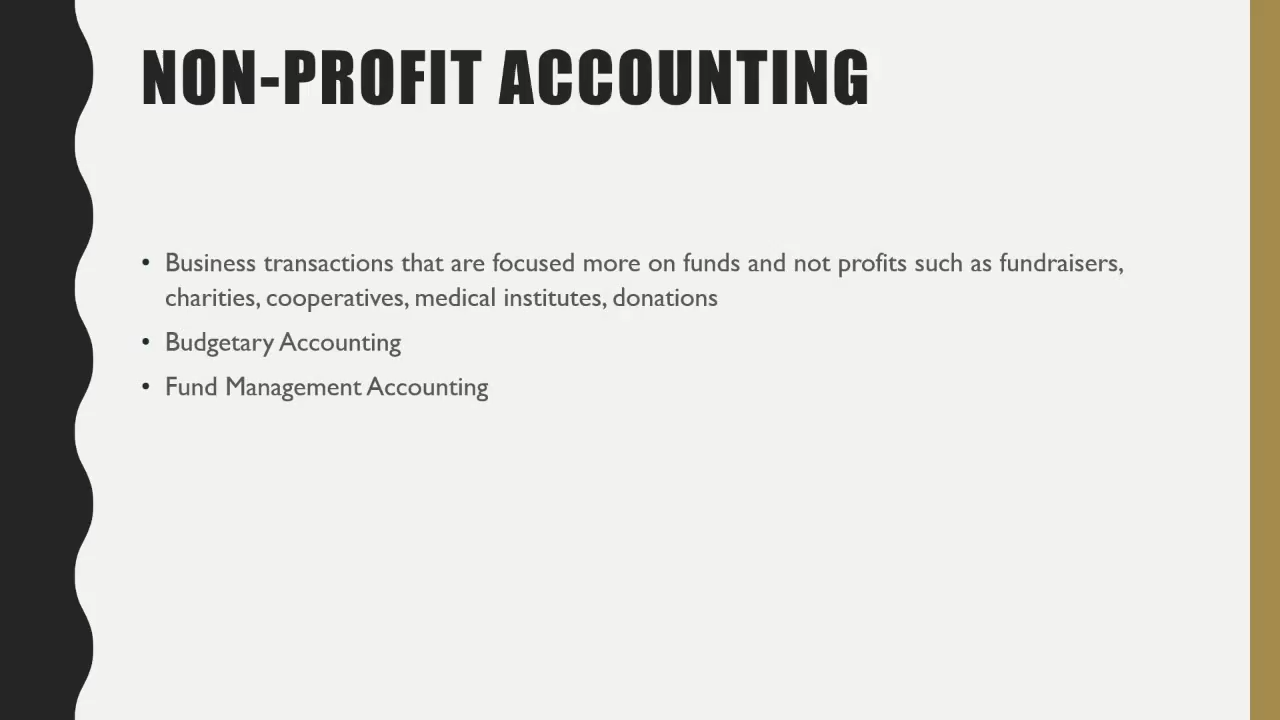 NON-PROFIT ACCOUNTING
• Business transactions that are focused more on funds and not profits such as fundraisers,
charities, cooperatives, medical institutes, donations
• Budgetary Accounting
• Fund Management Accounting